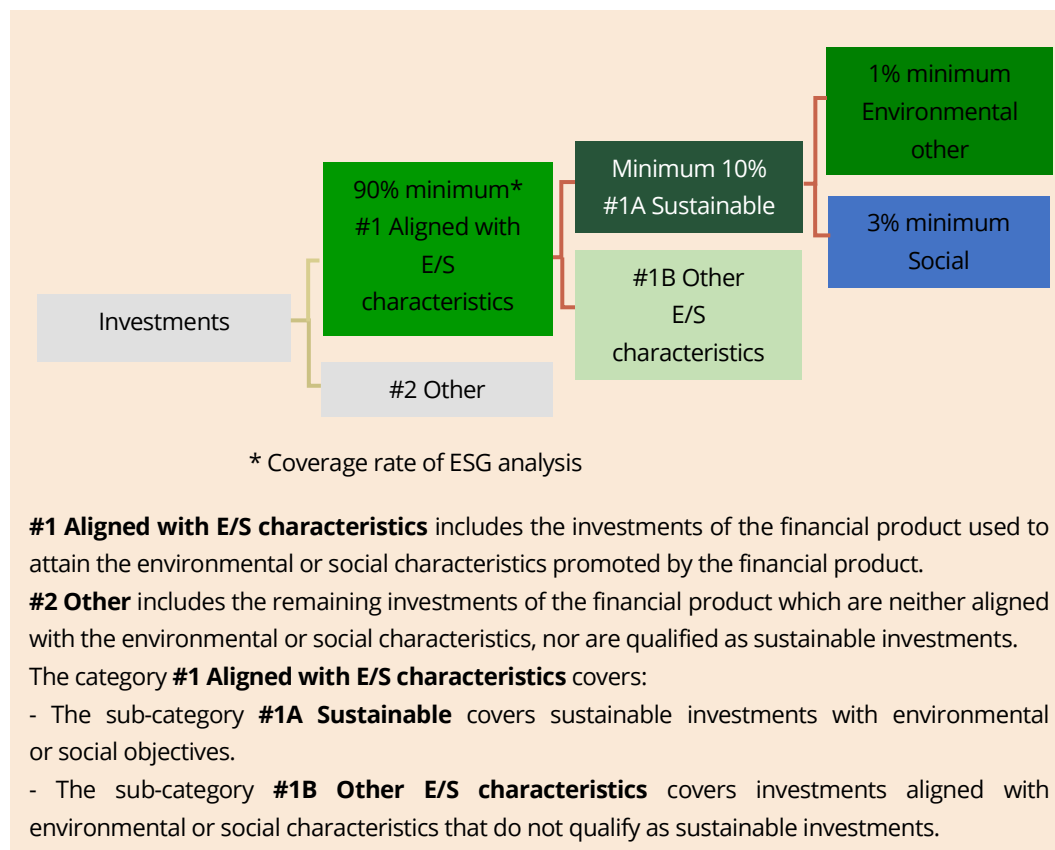 1% minimum
Environmental
other
Minimum 10%
#1A Sustainable
90% minimum*
#1 Aligned with
E/S
characteristics
3% minimum
Social
#1B Other
E/S
characteristics
Investments
#2 Other
* Coverage rate of ESG analysis
#1 Aligned with E/S characteristics includes the investments of the financial product used to
attain the environmental or social characteristics promoted by the financial product.
#2 Other includes the remaining investments of the financial product which are neither aligned
with the environmental or social characteristics, nor are qualified as sustainable investments.
The category #1 Aligned with E/S characteristics covers:
- The sub-category #1A Sustainable covers sustainable investments with environmental
or social objectives.
- The sub-category #1B Other E/S characteristics covers investments aligned with
environmental or social characteristics that do not qualify as sustainable investments.